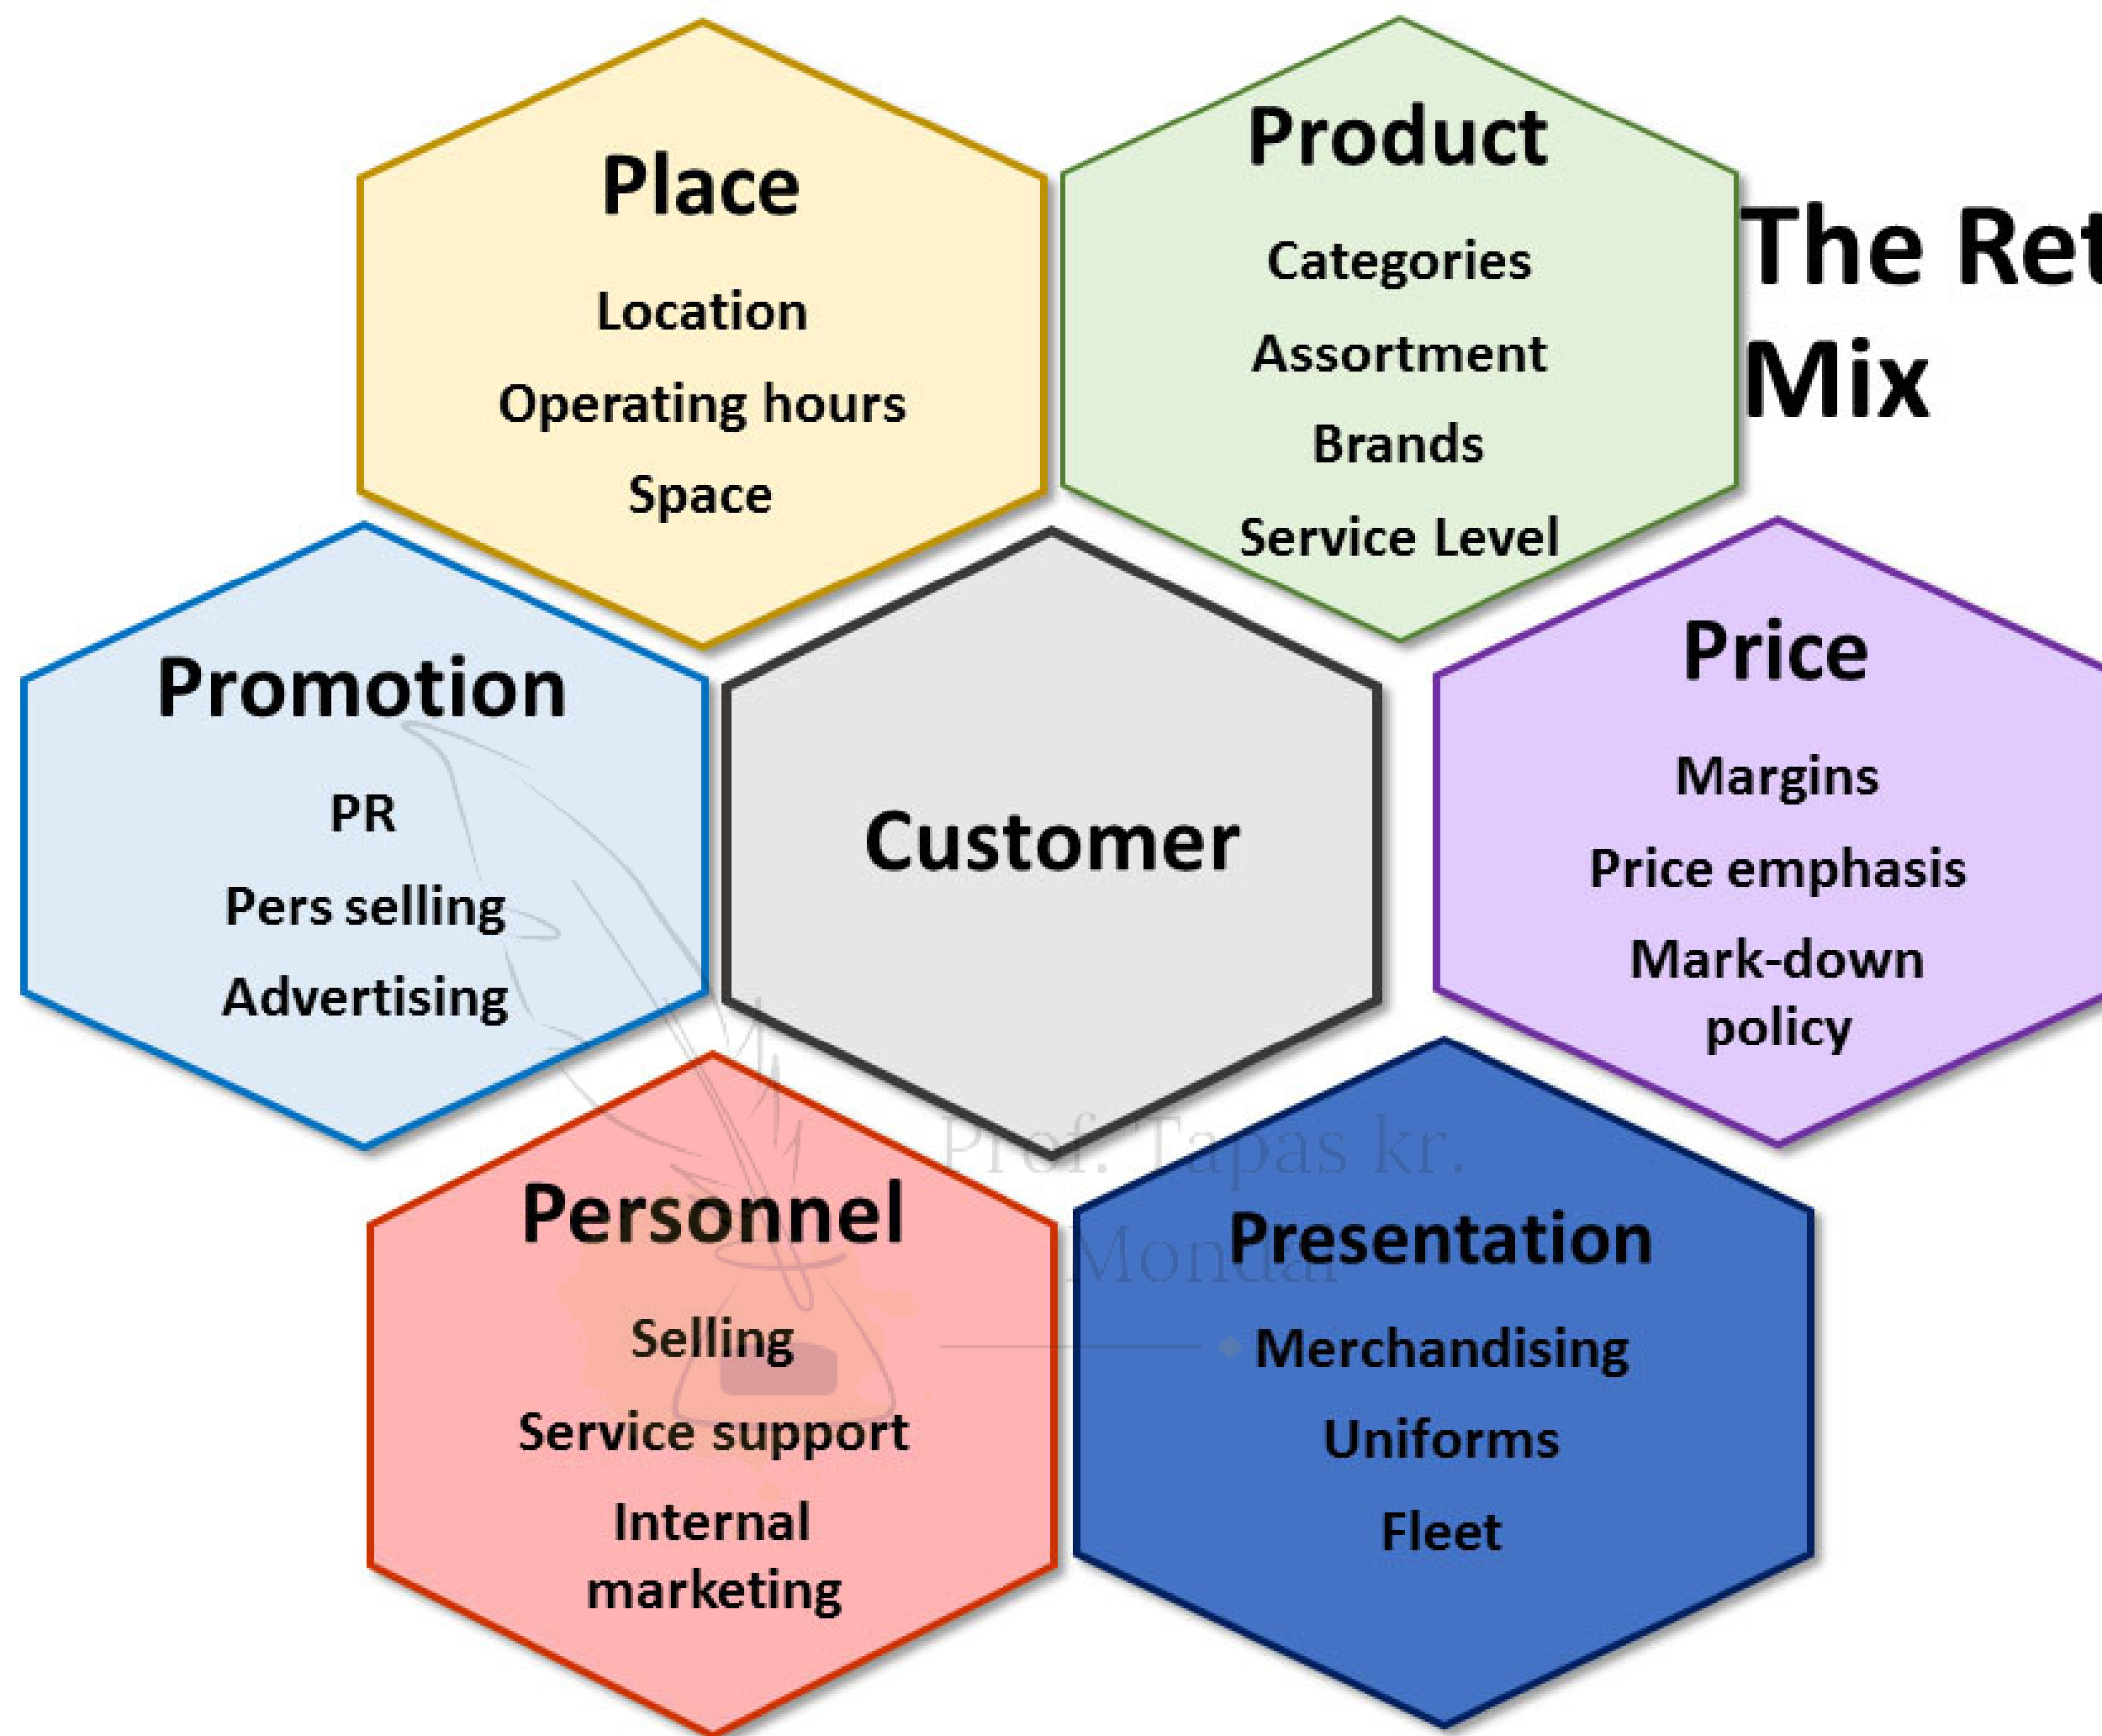 Place
Location
Operating hours
Space
Product
Categories
Assortment
Brands
Service Level
The Ret
Mix
Promotion
PR
Pers selling
Advertising
Customer
Price
Margins
Price emphasis
Mark-down
policy
Personnel
Selling
Service support
Internal
marketing
Presentation
Merchandising
Uniforms
Fleet
Prof. Tapas kr.
Mondal